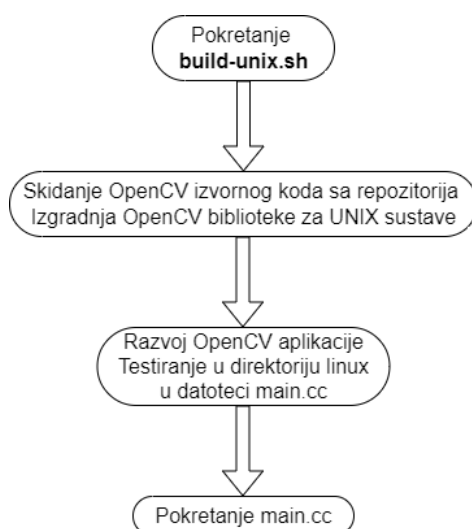 Pokretanje
build-unix.sh
Skidanje OpenCV izvornog koda sa repozitorija
Izgradnja OpenCV biblioteke za UNIX sustave
Razvoj OpenCV aplikacije
Testiranje u direktoriju linux
u datoteci main.cc
Pokretanje main.cc